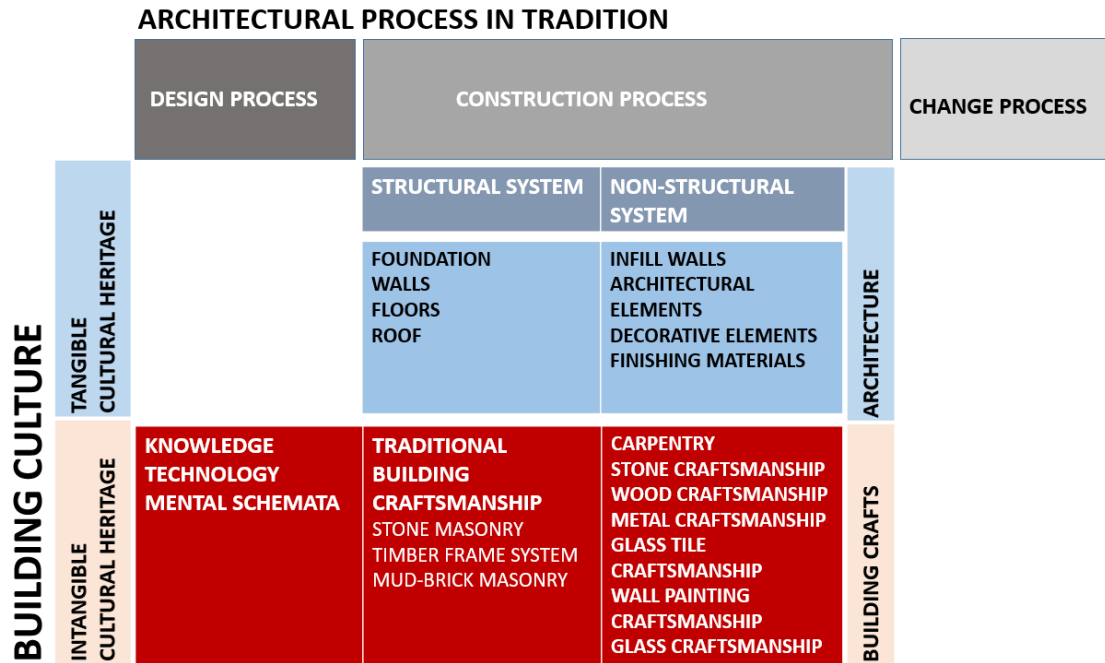 ARCHITECTURAL PROCESS IN TRADITION
DESIGN PROCESS
CONSTRUCTION PROCESS
CHANGE PROCESS
BUILDING CULTURE
TANGIBLE
CULTURAL HERITAGE
STRUCTURAL SYSTEM
NON-STRUCTURAL
SYSTEM
FOUNDATION
WALLS
FLOORS
ROOF
INFILL WALLS
ARCHITECTURAL
ELEMENTS
DECORATIVE ELEMENTS
FINISHING MATERIALS
ARCHITECTURE
INTANGIBLE
CULTURAL HERITAGE
KNOWLEDGE
TECHNOLOGY
MENTAL SCHEMATA
TRADITIONAL
BUILDING
CRAFTSMANSHIP
STONE MASONRY
TIMBER FRAME SYSTEM
MUD-BRICK MASONRY
CARPENTRY
STONE CRAFTSMANSHIP
WOOD CRAFTSMANSHIP
METAL CRAFTSMANSHIP
GLASS TILE
CRAFTSMANSHIP
WALL PAINTING
CRAFTSMANSHIP
GLASS CRAFTSMANSHIP
BUILDING CRAFTS